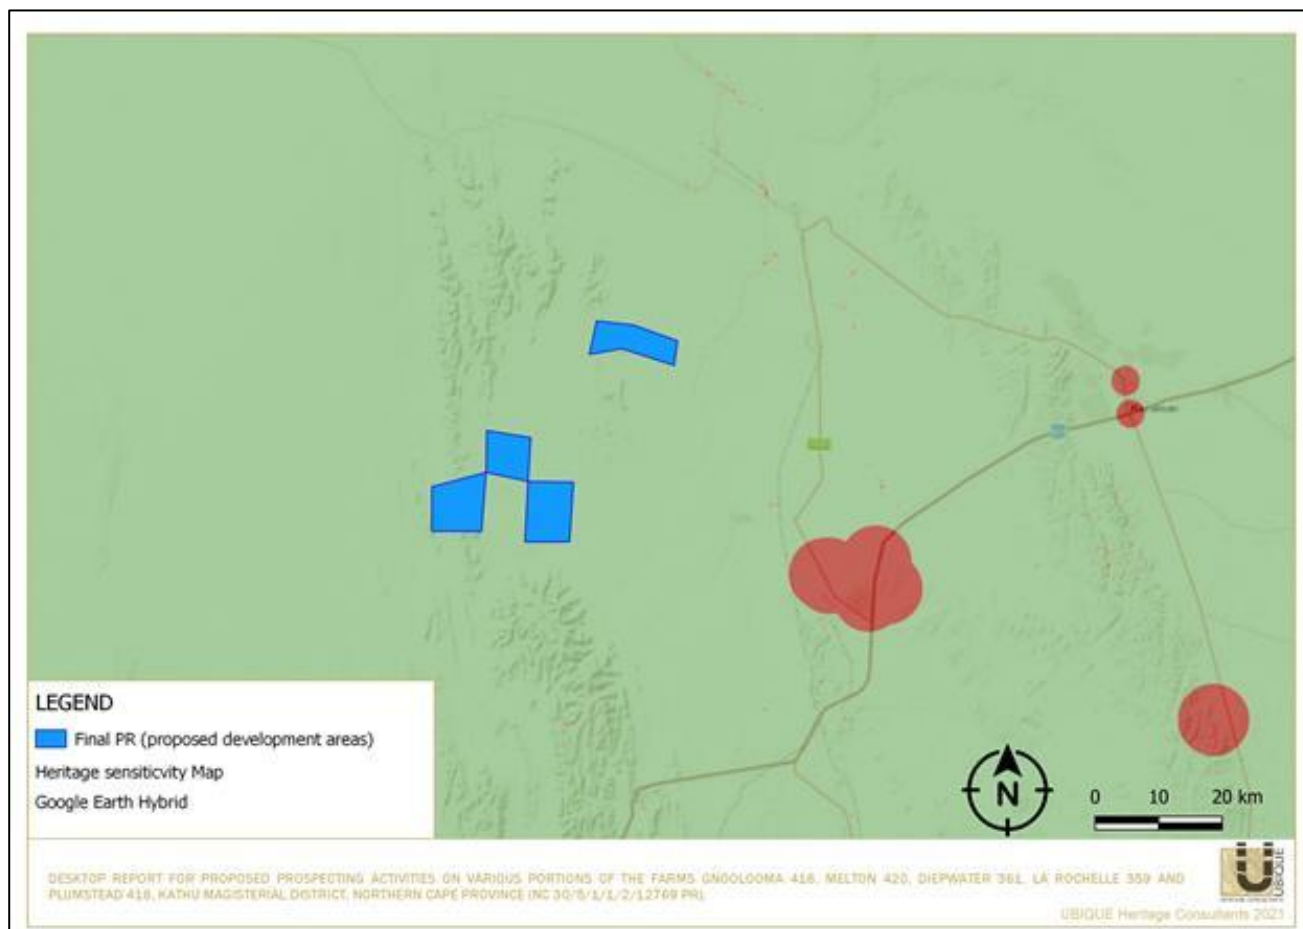 N
0 10 20 km
LEGEND
Final PR (proposed development areas)
Heritage sensiticvity Map
Google Earth Hybrid
DESKTOP REPORT FOR PROPOSED PROSPECTING ACTIVITIES ON VARIOUS PORTIONS OF THE FARMS GNOOLOOMA 418, MELTON 420, DIEPWATER 361, LA ROCHELLE 359 AND
PLUMSTEAD 418, KATHU MAGISTERIAL DISTRICT, NORTHERN CAPE PROVINCE (NC 30/5/1/1/2/12769 PR).
UBIQUE
UBIQUE Heritage Consultants 2021